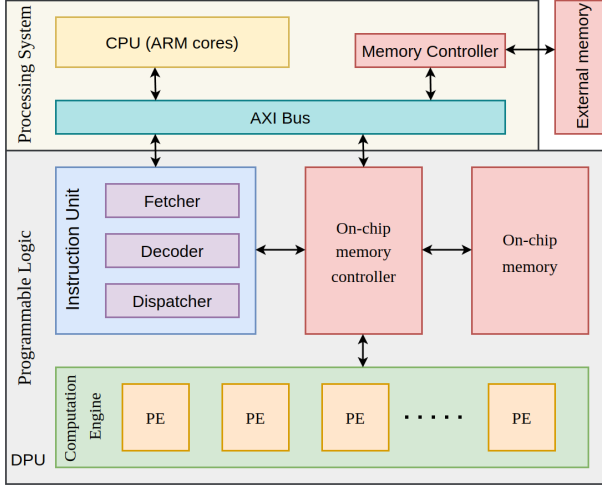 Processing System
CPU (ARM cores)
Memory Controller
External memory
AXI Bus
Programmable Logic
Instruction Unit
Fetcher
Decoder
Dispatcher
On-chip
memory
controller
On-chip
memory
Computation
Engine
PE
PE
PE
. . . . .
PE
DPU